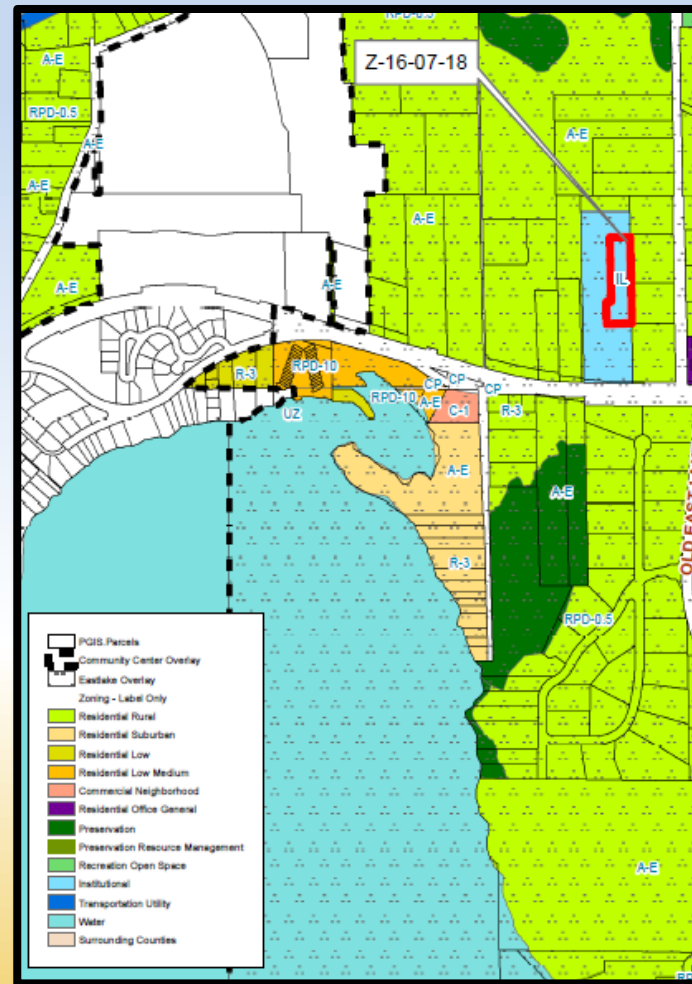 RPD-0.5
A-E
Z-16-07-18
RPD-0.5
A-E
A-E
A-E
A-E
A-E
IL
A-E
A-E
R-3
RPD-10
CP
CP
CP
RPD-10
A-E
C-1
R-3
UZ
A-E
A-E
OLD EAST
R-3
RPD-0.5
PGIS.Parcels
Community Center Overlay
Eastlake Overlay
Zoning - Label Only
Residential Rural
Residential Suburban
Residential Low
Residential Low Medium
Commercial Neighborhood
Residential Office General
Preservation
Preservation Resource Management
Recreation Open Space
Institutional
Transportation Utility
Water
Surrounding Counties
A-E